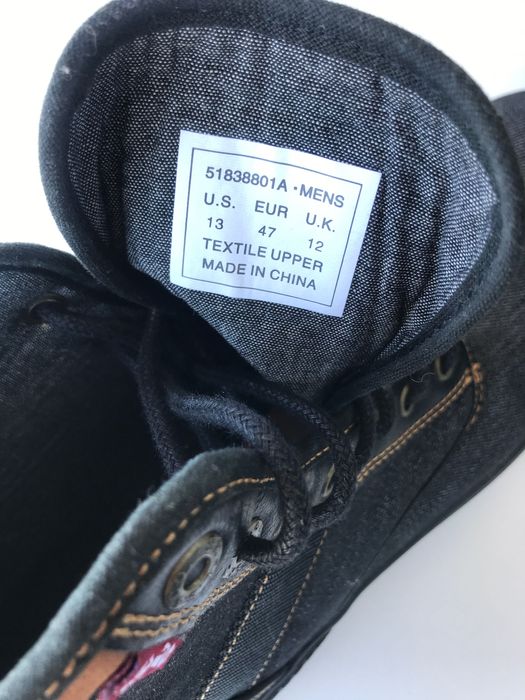 51838801A • MENS
U.S. EUR U.K.
13 47 12
TEXTILE UPPER
MADE IN CHINA